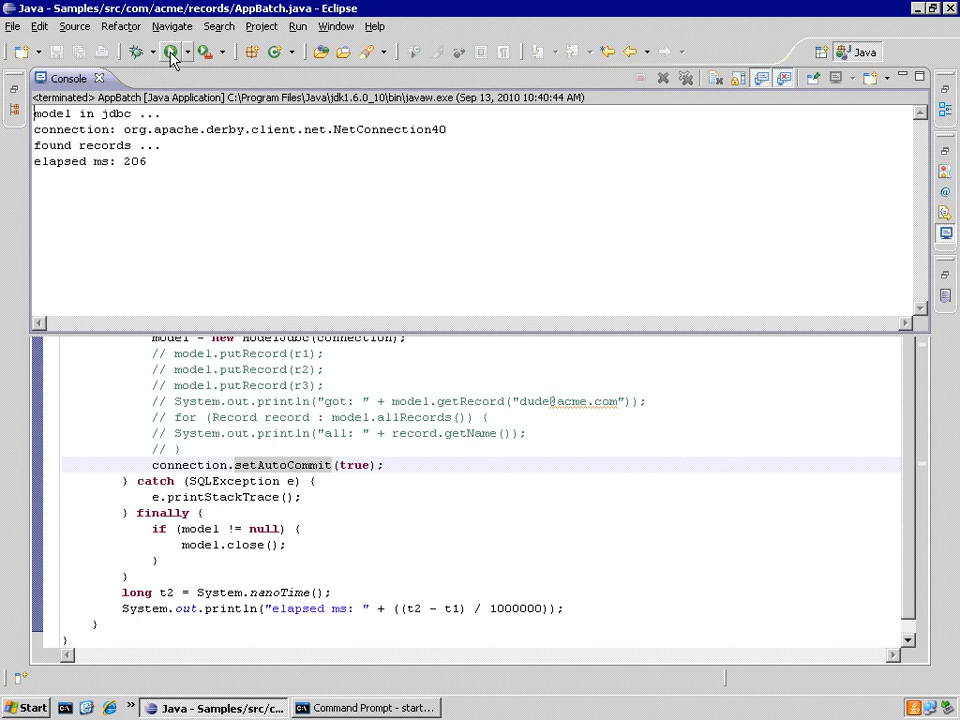 Java - Samples/src/com/acme/records/AppBatch.java - Eclipse
File Edit Source Refactor Navigate Search Project Run Window Help
Java
Console
<terminated> AppBatch [Java Application] C:\Program Files\Java\jdk1.6.0_10\bin\javaw.exe (Sep 13, 2010 10:40:44 AM)
model in jdbc ...
connection: org.apache.derby.client.net.NetConnection40
found records ...
elapsed ms: 206
model = new ModelJdbc(connection);
// model.putRecord(r1);
// model.putRecord(r2);
// model.putRecord(r3);
// System.out.println("got: " + model.getRecord("dude@acme.com"));
// for (Record record : model.allRecords()) {
// System.out.println("all: " + record.getName());
// }
connection.setAutoCommit(true);
} catch (SQLException e) {
e.printStackTrace();
} finally {
if (model != null) {
model.close();
}
}
long t2 = System.nanoTime();
System.out.println("elapsed ms: " + ((t2 - t1) / 1000000));
}
}
Start
Java - Samples/src/c...
Command Prompt - start...